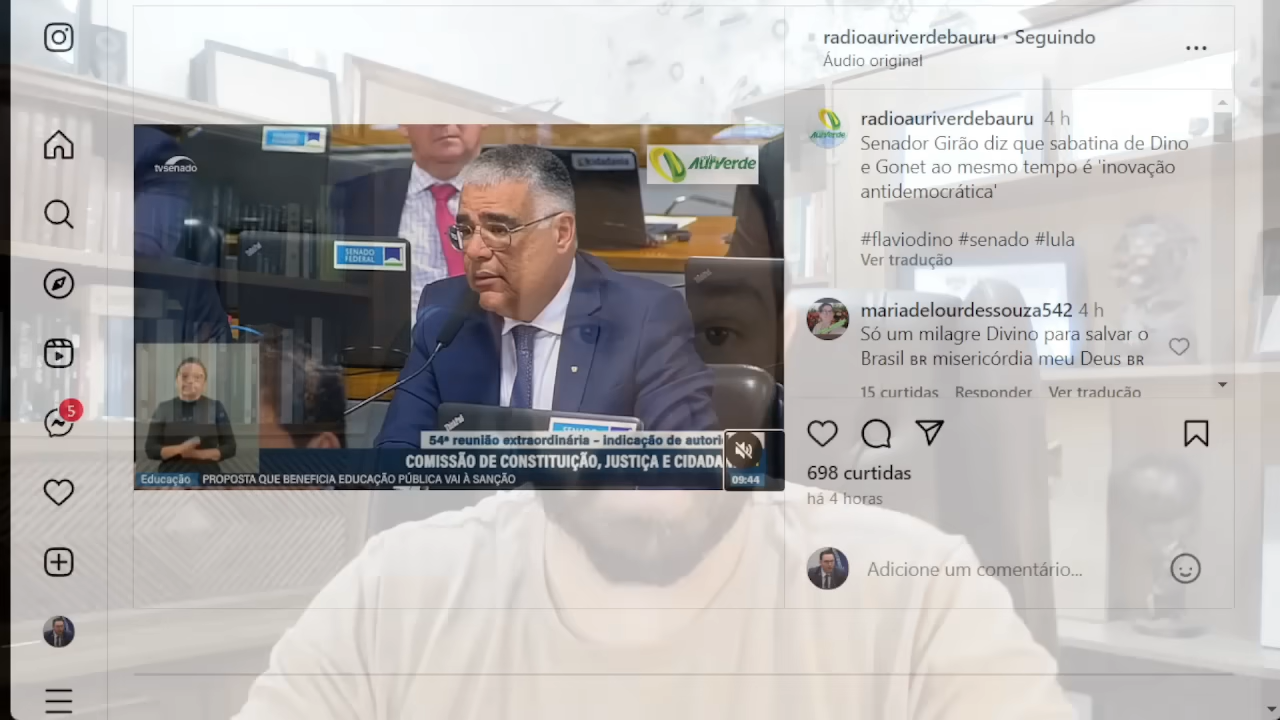 radioauriverdebauru • Seguindo
Áudio original
radioauriverdebauru 4 h
Senador Girão diz que sabatina de Dino
e Gonet ao mesmo tempo é 'inovação
antidemocrática'
#flaviodino #senado #lula
Ver tradução
mariadelourdessouza542 4 h
Só um milagre Divino para salvar o
Brasil BR misericórdia meu Deus BR
15 curtidas Responder Ver tradução
698 curtidas
há 4 horas
Adicione um comentário...
5
tvsenado
rádio
AuriVerde
SENADO
FEDERAL
54ª reunião extraordinária – indicação de autori
COMISSÃO DE CONSTITUIÇÃO, JUSTIÇA E CIDADA
Educação PROPOSTA QUE BENEFICIA EDUCAÇÃO PÚBLICA VAI À SANÇÃO
09:44